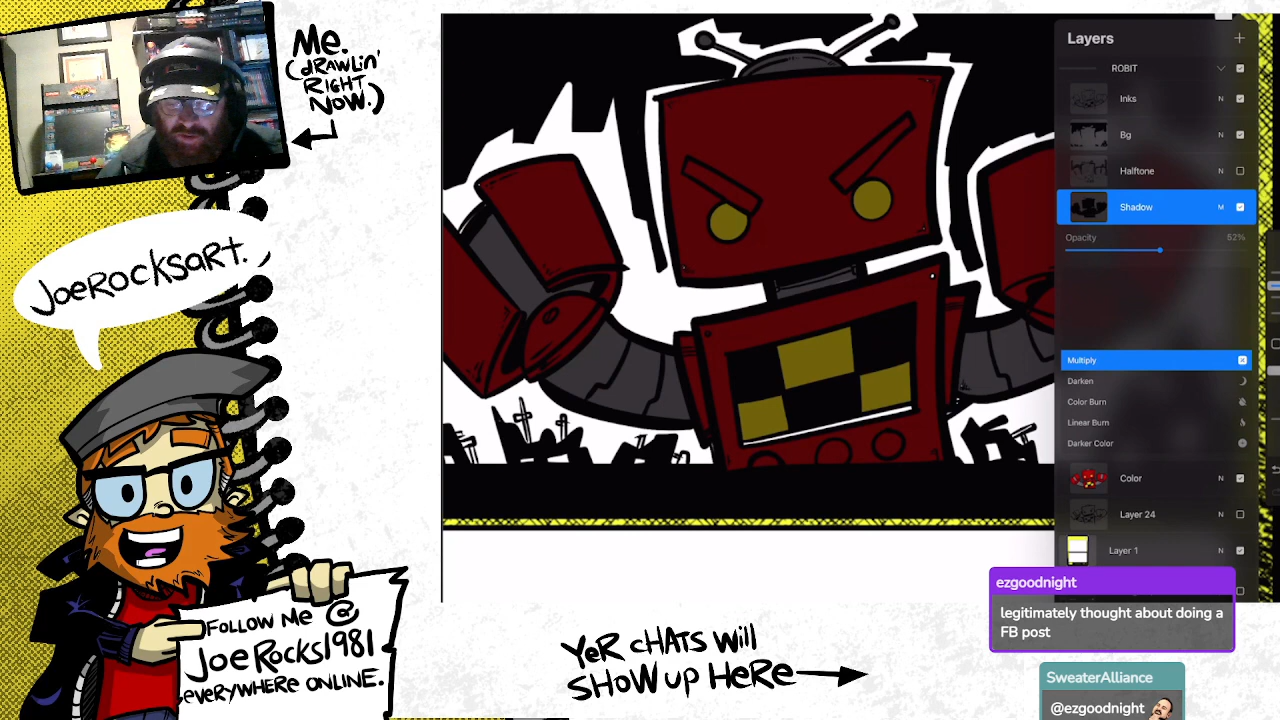 Me.
(dRAWLin'
RIGHT
NOW.)
JOEROCKSART.
FOLLOW Me @
JoeRocks1981
everywhere online.
YeR cHATS Will
SHOW up HeRe
Layers
ROBIT
Inks N
Bg N
Halftone N
Shadow M
Opacity 52%
Multiply
Darken
Color Burn
Linear Burn
Darker Color
Color N
Layer 24 N
Layer 1 N
ezgoodnight
legitimately thought about doing a
FB post
SweaterAlliance
@ezgoodnight